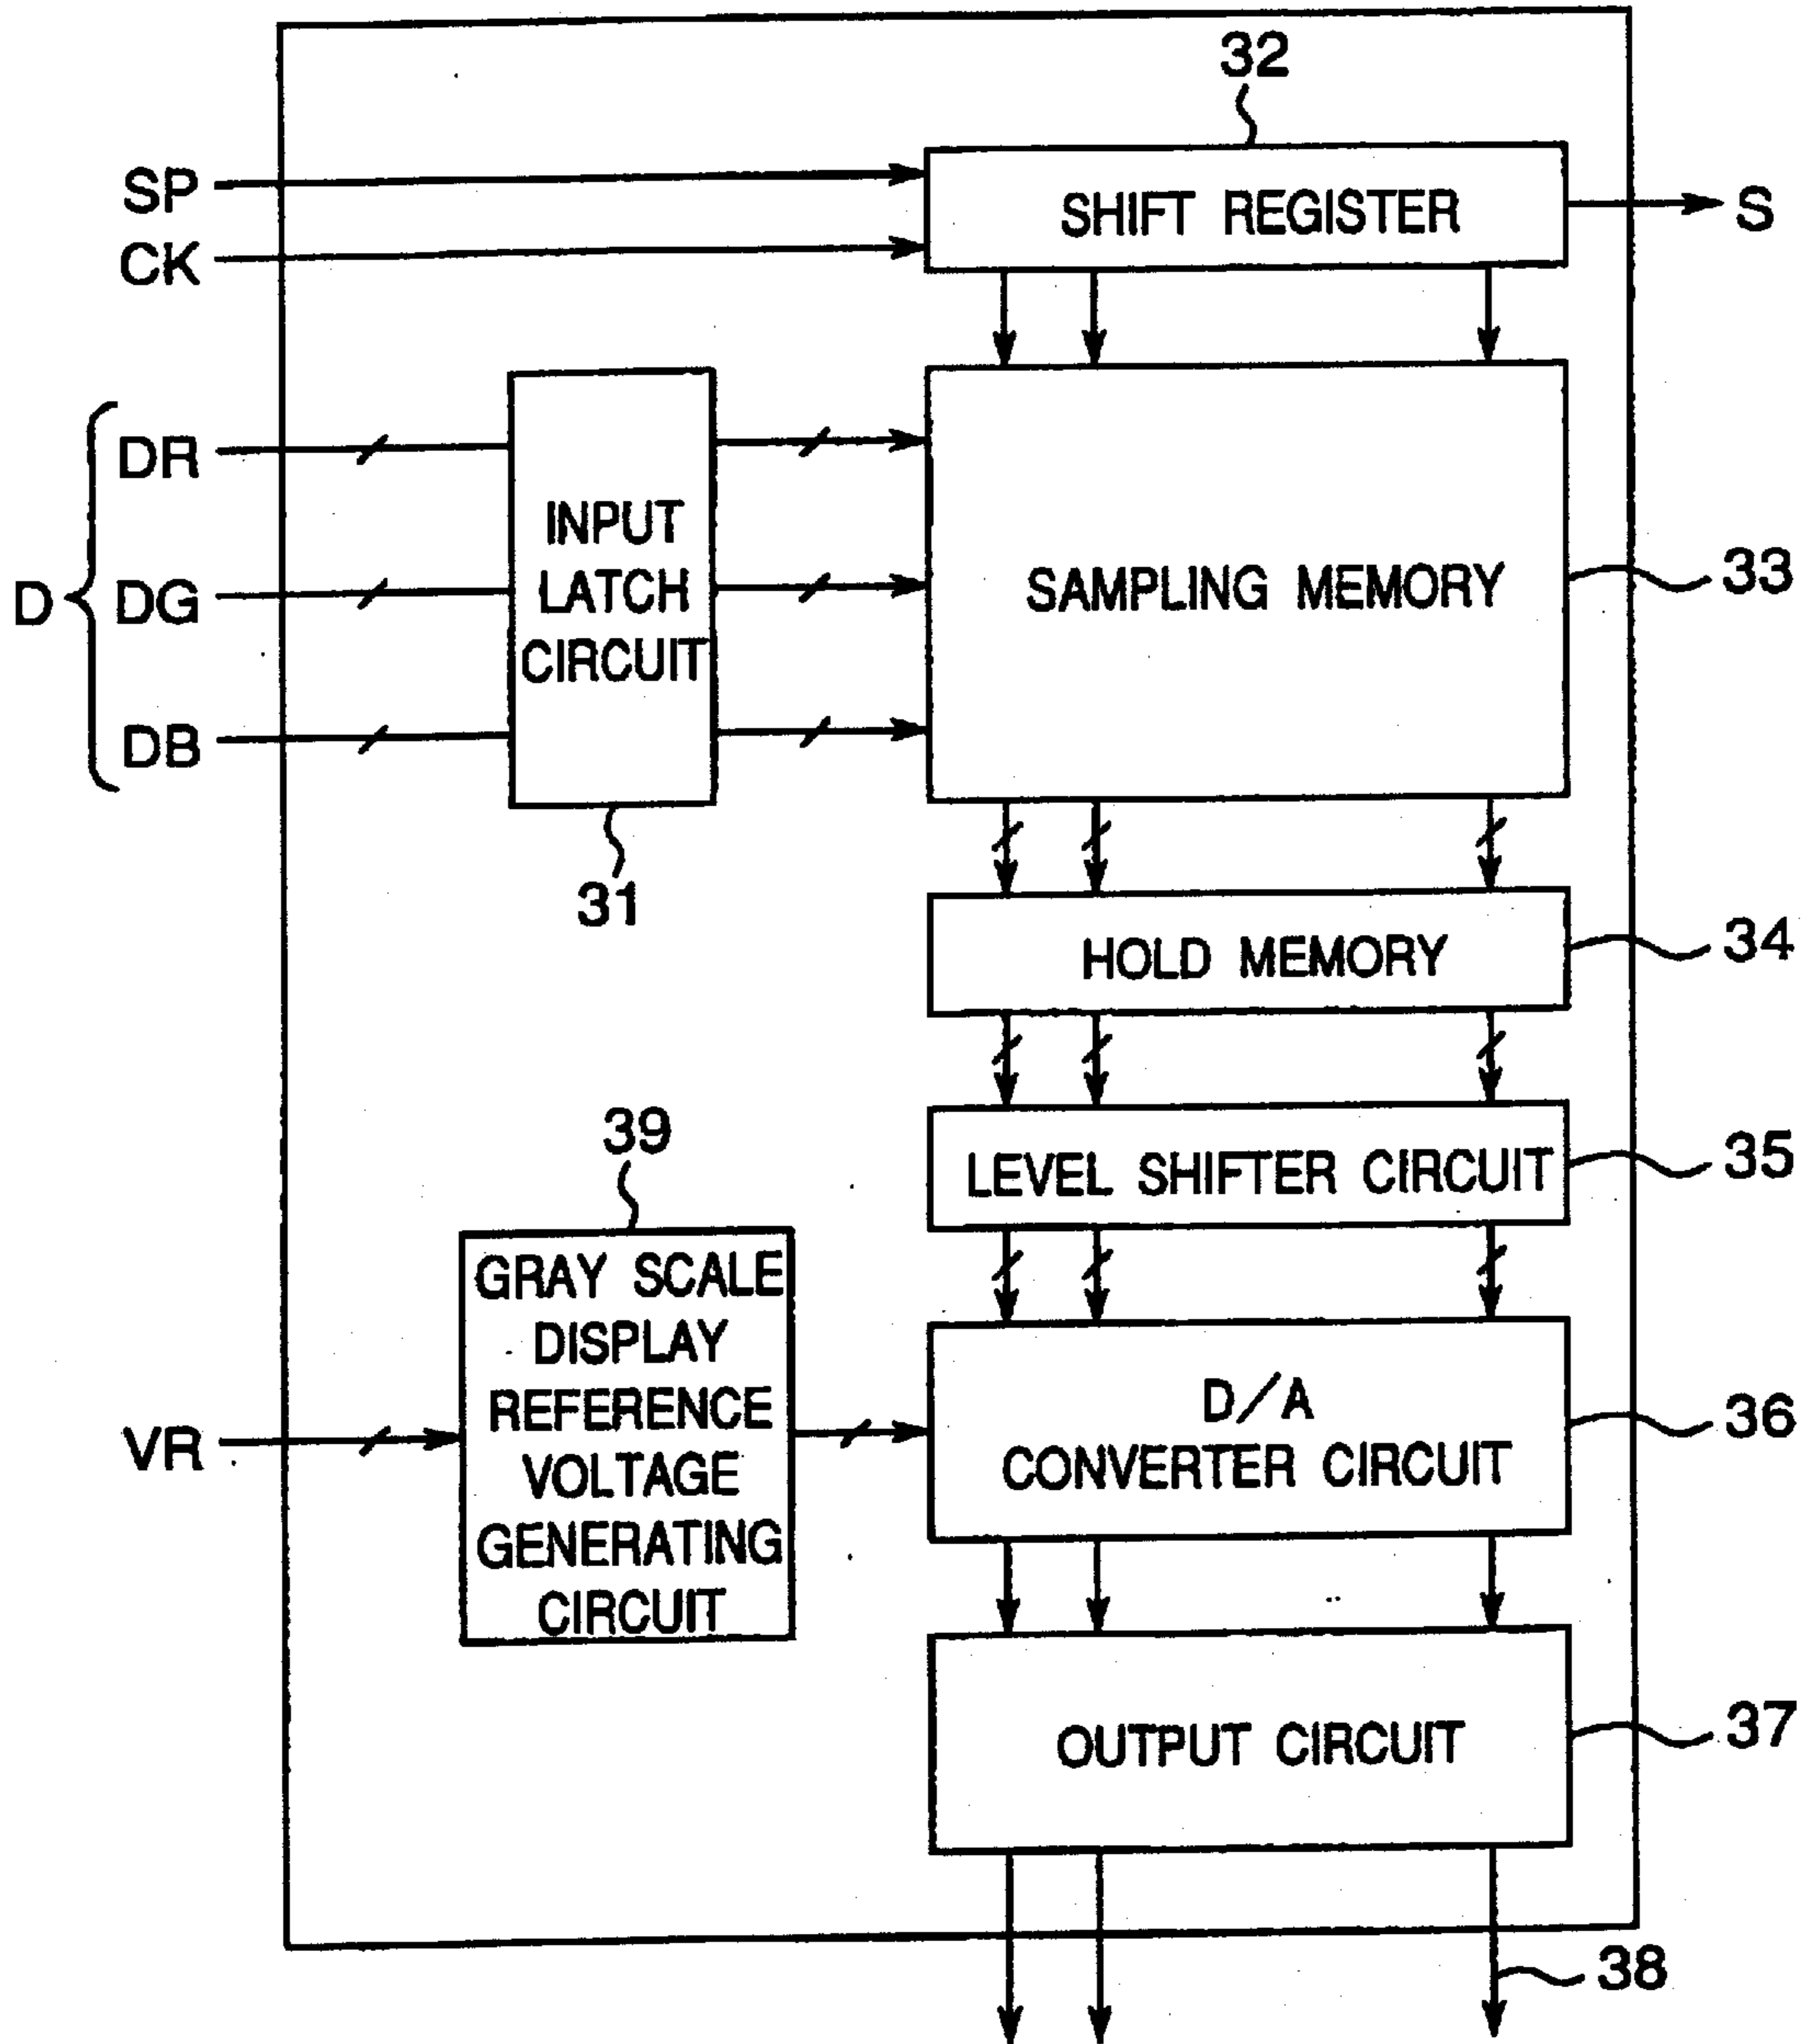 32
SP
SHIFT REGISTER
S
CK
D
DR
DG
DB
INPUT
LATCH
CIRCUIT
31
SAMPLING MEMORY
33
HOLD MEMORY
34
LEVEL SHIFTER CIRCUIT
35
39
GRAY SCALE
DISPLAY
REFERENCE
VOLTAGE
GENERATING
CIRCUIT
VR
D/A
CONVERTER CIRCUIT
36
OUTPUT CIRCUIT
37
38